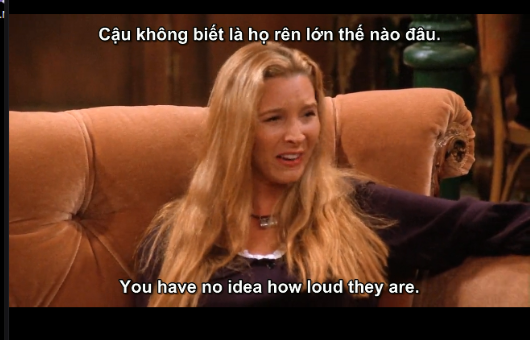 Cậu không biết là họ rên lớn thế nào đâu.
You have no idea how loud they are.